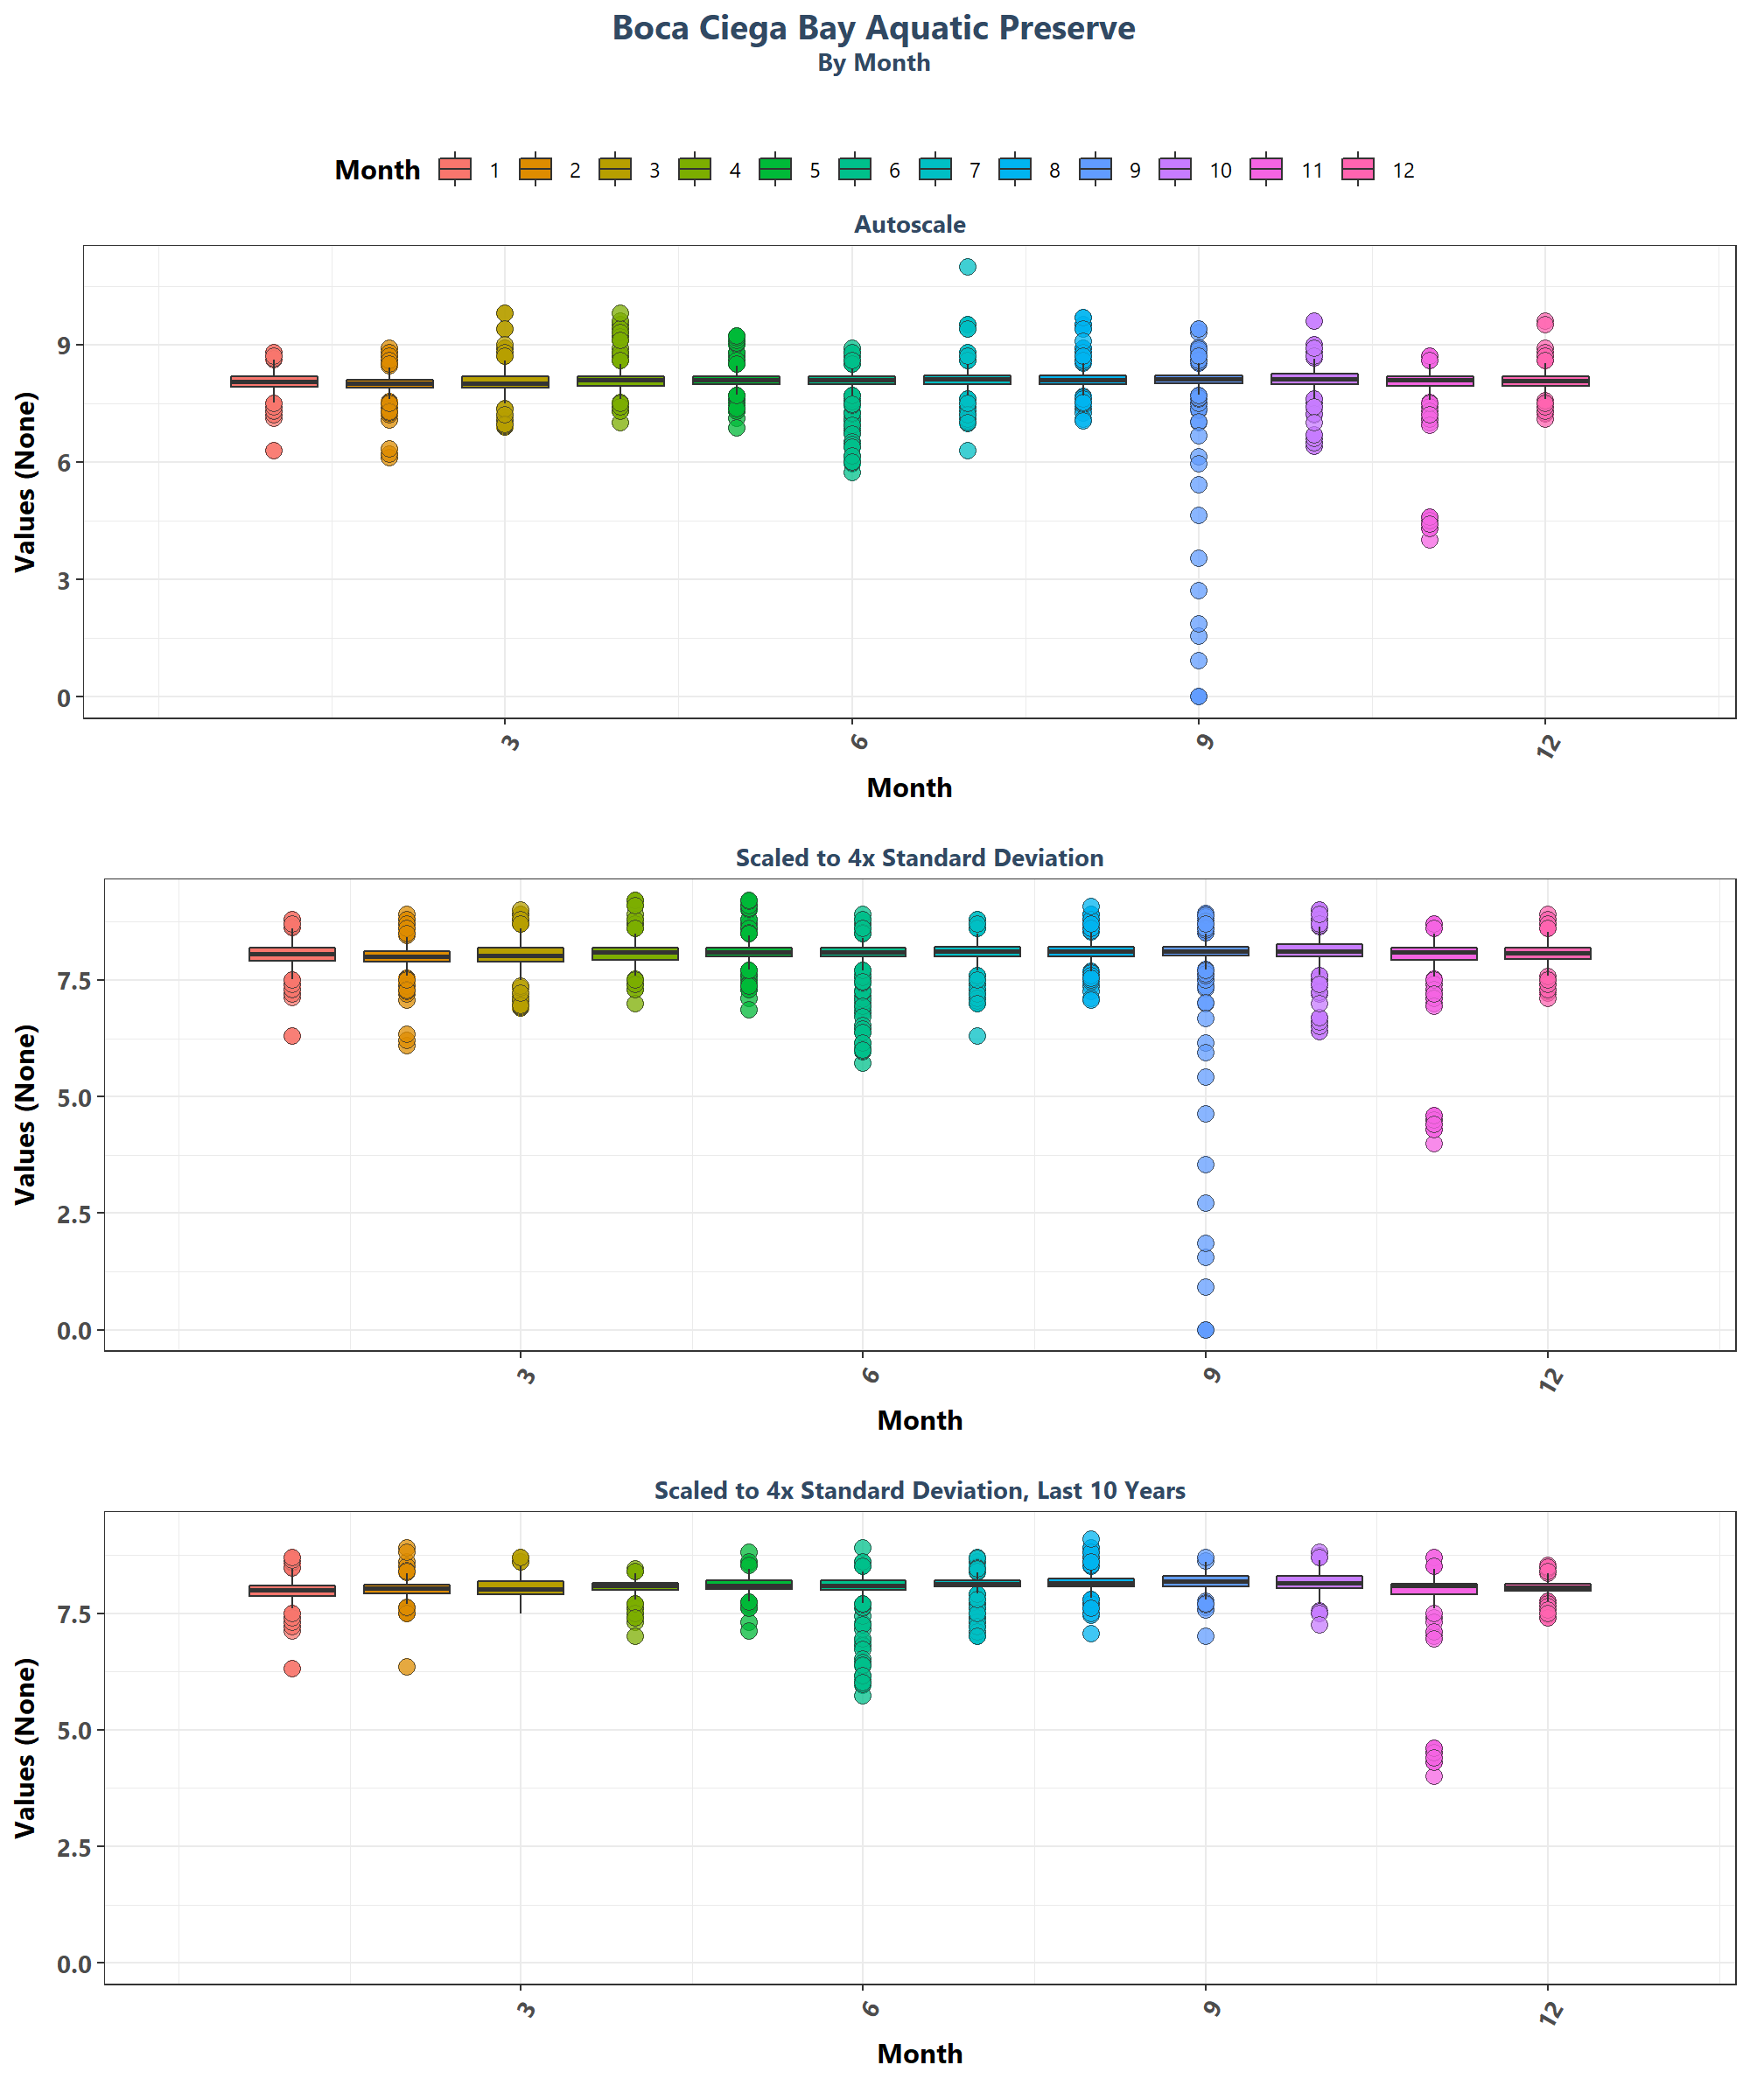 Boca Ciega Bay Aquatic Preserve
By Month
Month 1 2 3 4 5 6 7 8 9 10 11 12
Autoscale
Values (None)
9
6
3
0
3 6 9 12
Month
Scaled to 4x Standard Deviation
Values (None)
7.5
5.0
2.5
0.0
3 6 9 12
Month
Scaled to 4x Standard Deviation, Last 10 Years
Values (None)
7.5
5.0
2.5
0.0
3 6 9 12
Month